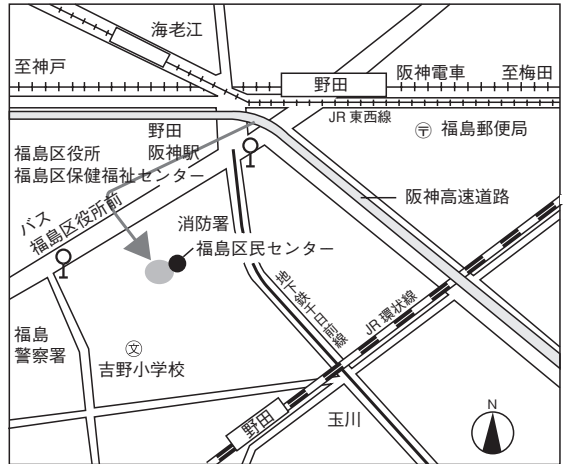 海老江
至神戸
野田
阪神電車
至梅田
JR 東西線
〒 福島郵便局
野田
阪神駅
福島区役所
福島区保健福祉センター
阪神高速道路
バス
福島区役所前
消防署
福島区民センター
地下鉄千日前線
JR 環状線
福島
警察署
文
吉野小学校
野田
玉川
N